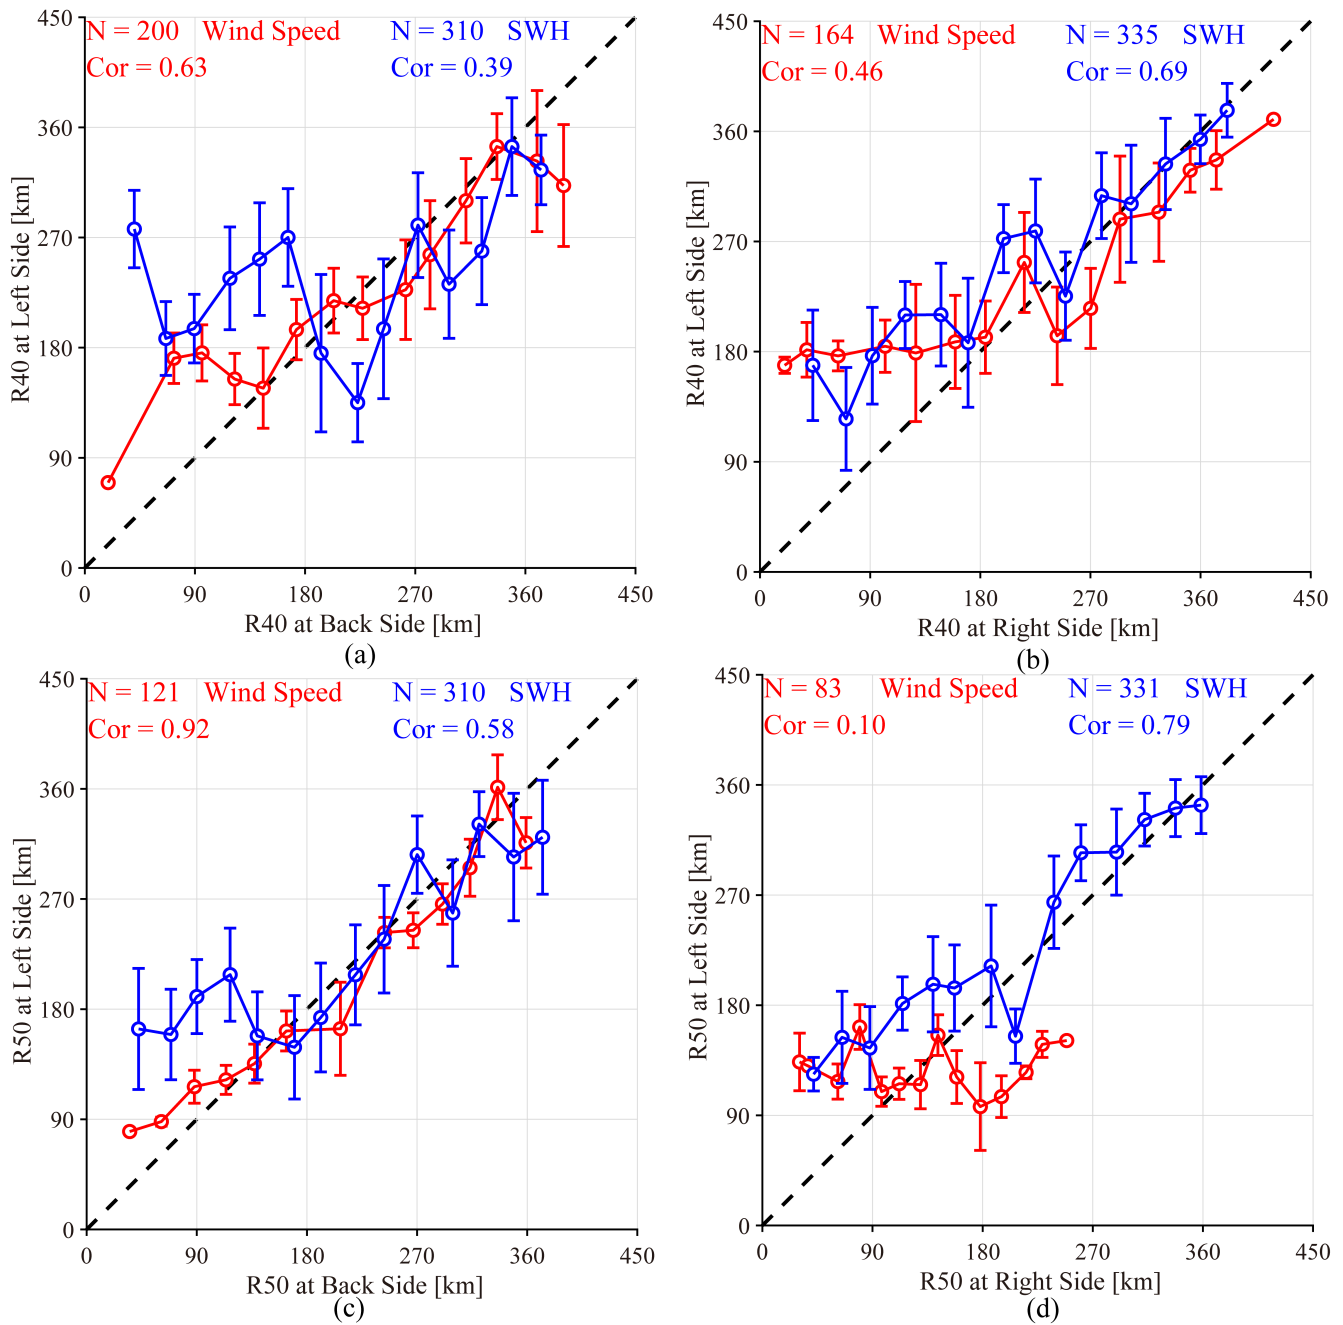 N = 200 Wind Speed N = 310 SWH
Cor = 0.63 Cor = 0.39
450
360
270
180
90
0
R40 at Left Side [km]
0 90 180 270 360 450
R40 at Back Side [km]
(a)
N = 164 Wind Speed N = 335 SWH
Cor = 0.46 Cor = 0.69
450
360
270
180
90
0
R40 at Left Side [km]
0 90 180 270 360 450
R40 at Right Side [km]
(b)
N = 121 Wind Speed N = 310 SWH
Cor = 0.92 Cor = 0.58
450
360
270
180
90
0
R50 at Left Side [km]
0 90 180 270 360 450
R50 at Back Side [km]
(c)
N = 83 Wind Speed N = 331 SWH
Cor = 0.10 Cor = 0.79
450
360
270
180
90
0
R50 at Left Side [km]
0 90 180 270 360 450
R50 at Right Side [km]
(d)